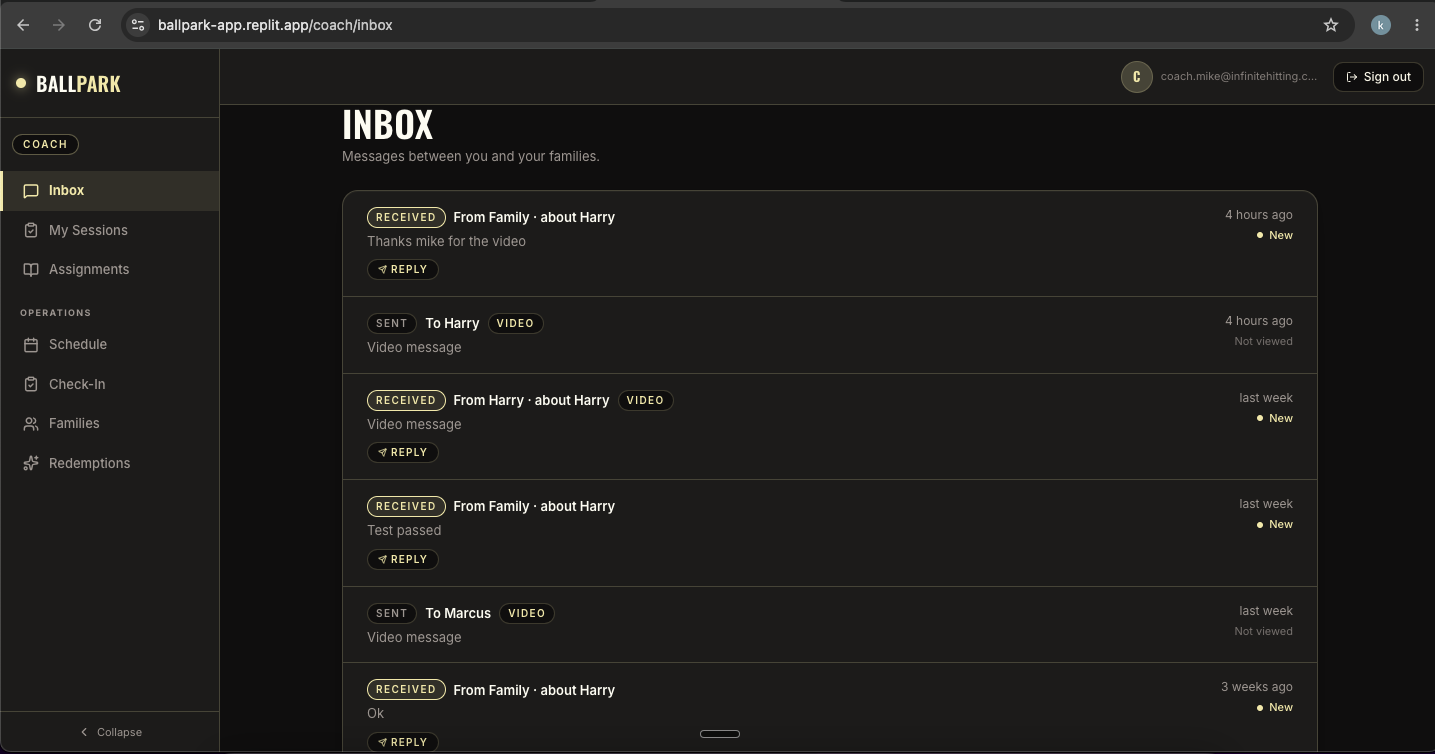 ballpark-app.replit.app/coach/inbox
k
BALLPARK
C
coach.mike@infinitehitting.c...
Sign out
COACH
Inbox
My Sessions
Assignments
OPERATIONS
Schedule
Check-In
Families
Redemptions
Collapse
INBOX
Messages between you and your families.
RECEIVED From Family · about Harry 4 hours ago
Thanks mike for the video New
REPLY
SENT To Harry VIDEO 4 hours ago
Video message Not viewed
RECEIVED From Harry · about Harry VIDEO last week
Video message New
REPLY
RECEIVED From Family · about Harry last week
Test passed New
REPLY
SENT To Marcus VIDEO last week
Video message Not viewed
RECEIVED From Family · about Harry 3 weeks ago
Ok New
REPLY